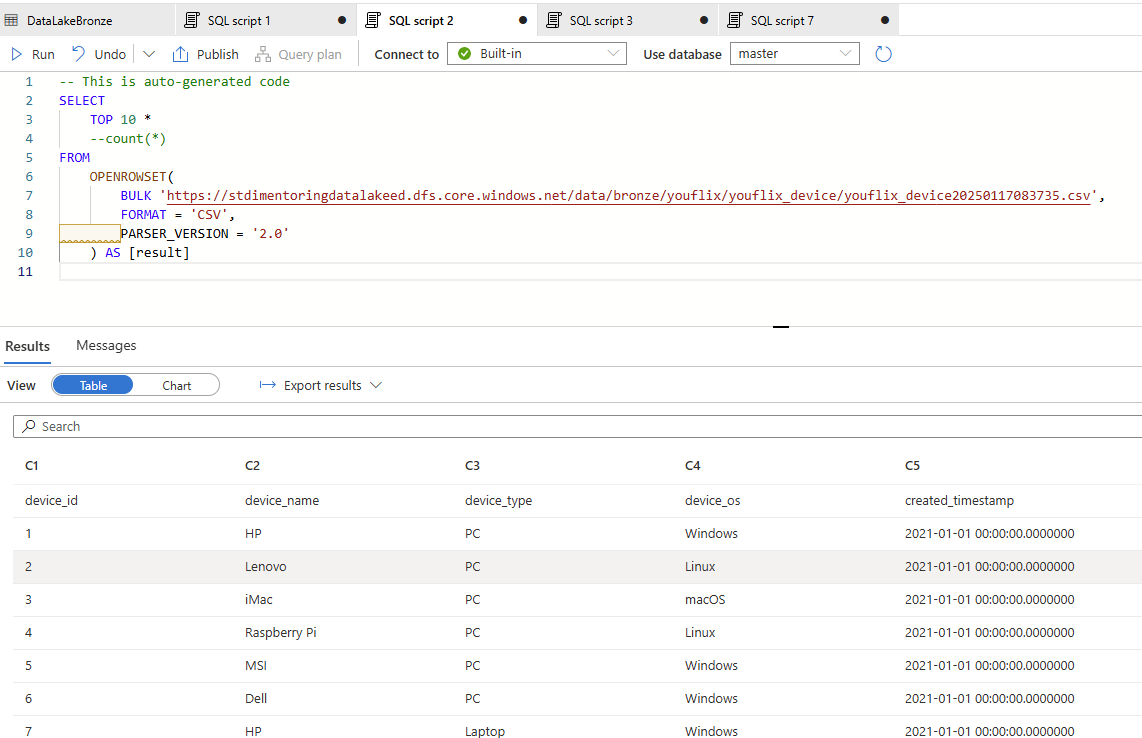 DataLakeBronze SQL script 1 SQL script 2 SQL script 3 SQL script 7
Run Undo Publish Query plan Connect to Built-in Use database master
1 -- This is auto-generated code
2 SELECT
3 TOP 10 *
4 --count(*)
5 FROM
6 OPENROWSET(
7 BULK 'https://stdimentoringdatalakeed.dfs.core.windows.net/data/bronze/youflix/youflix_device/youflix_device20250117083735.csv',
8 FORMAT = 'CSV',
9 PARSER_VERSION = '2.0'
10 ) AS [result]
11
Results Messages
View Table Chart Export results
Search
C1 C2 C3 C4 C5
device_id device_name device_type device_os created_timestamp
1 HP PC Windows 2021-01-01 00:00:00.0000000
2 Lenovo PC Linux 2021-01-01 00:00:00.0000000
3 iMac PC macOS 2021-01-01 00:00:00.0000000
4 Raspberry Pi PC Linux 2021-01-01 00:00:00.0000000
5 MSI PC Windows 2021-01-01 00:00:00.0000000
6 Dell PC Windows 2021-01-01 00:00:00.0000000
7 HP Laptop Windows 2021-01-01 00:00:00.0000000